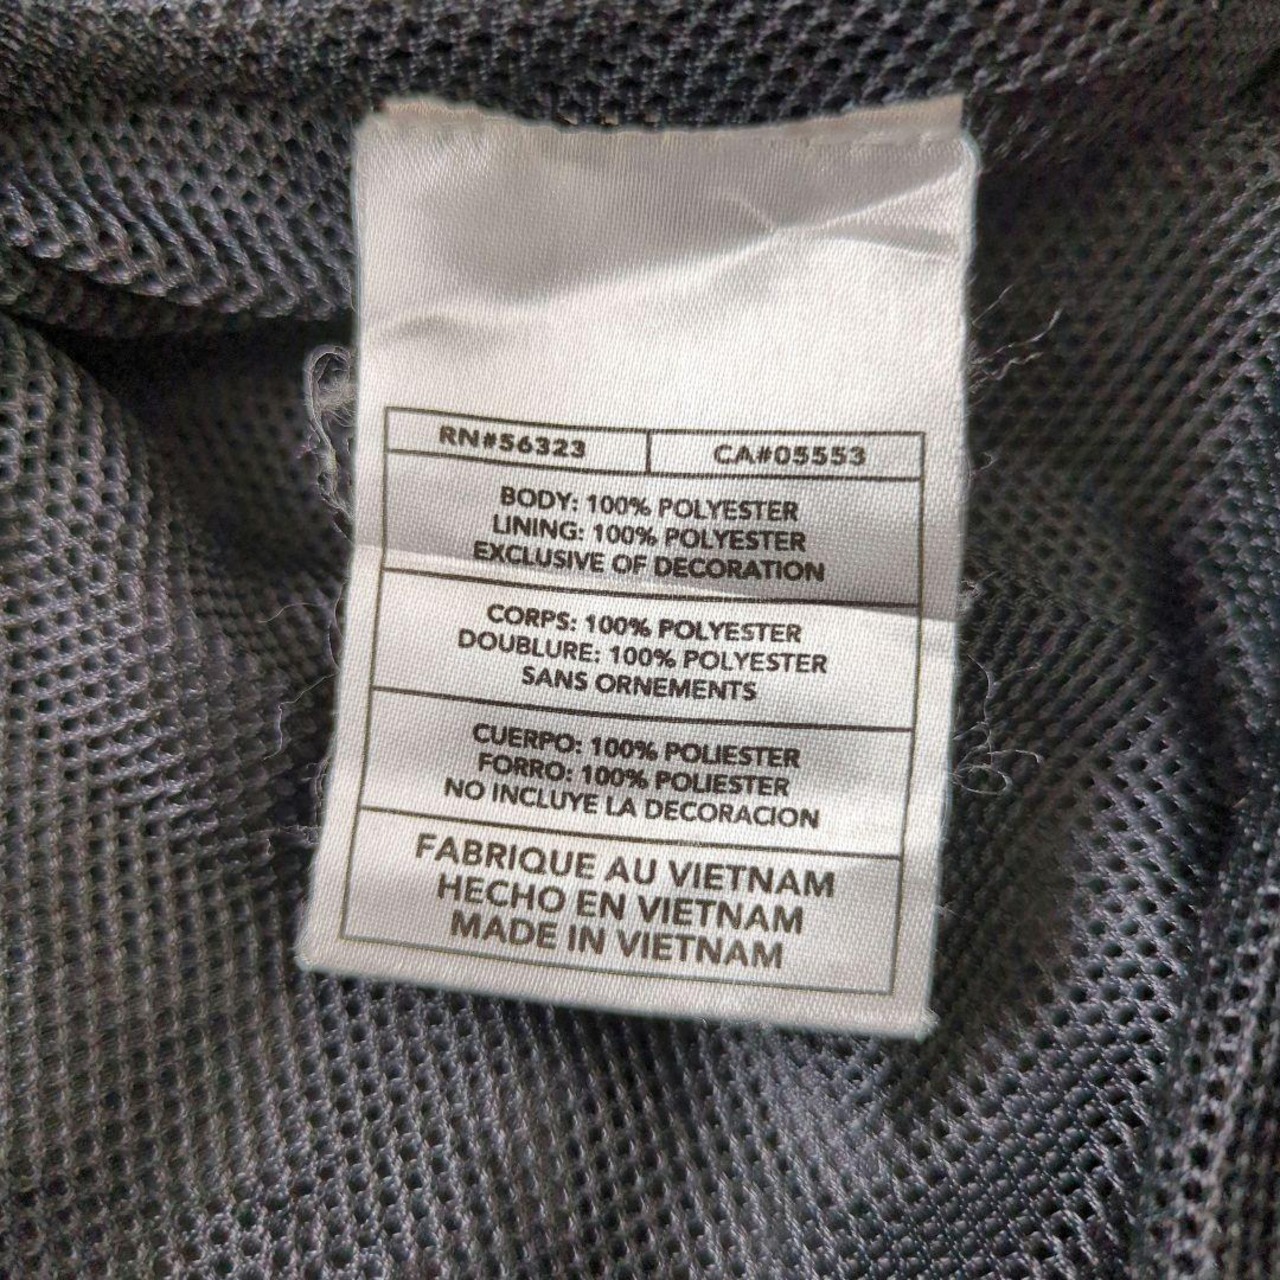 RN#56323 CA#05553
BODY: 100% POLYESTER
LINING: 100% POLYESTER
EXCLUSIVE OF DECORATION
CORPS: 100% POLYESTER
DOUBLURE: 100% POLYESTER
SANS ORNEMENTS
CUERPO: 100% POLIESTER
FORRO: 100% POLIESTER
NO INCLUYE LA DECORACION
FABRIQUE AU VIETNAM
HECHO EN VIETNAM
MADE IN VIETNAM